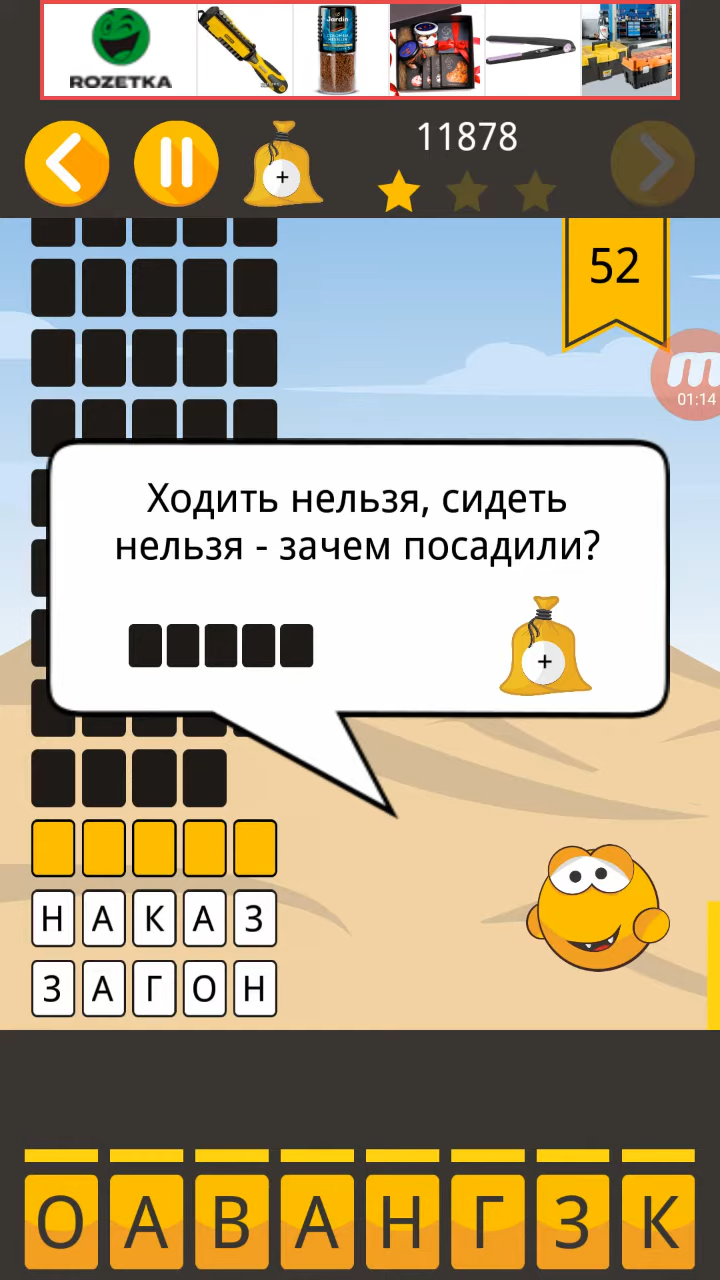 ROZETKA
Jardin
11878
52
01:14
Ходить нельзя, сидеть
нельзя - зачем посадили?
НАКАЗ
ЗАГОН
О А В А Н Г З К